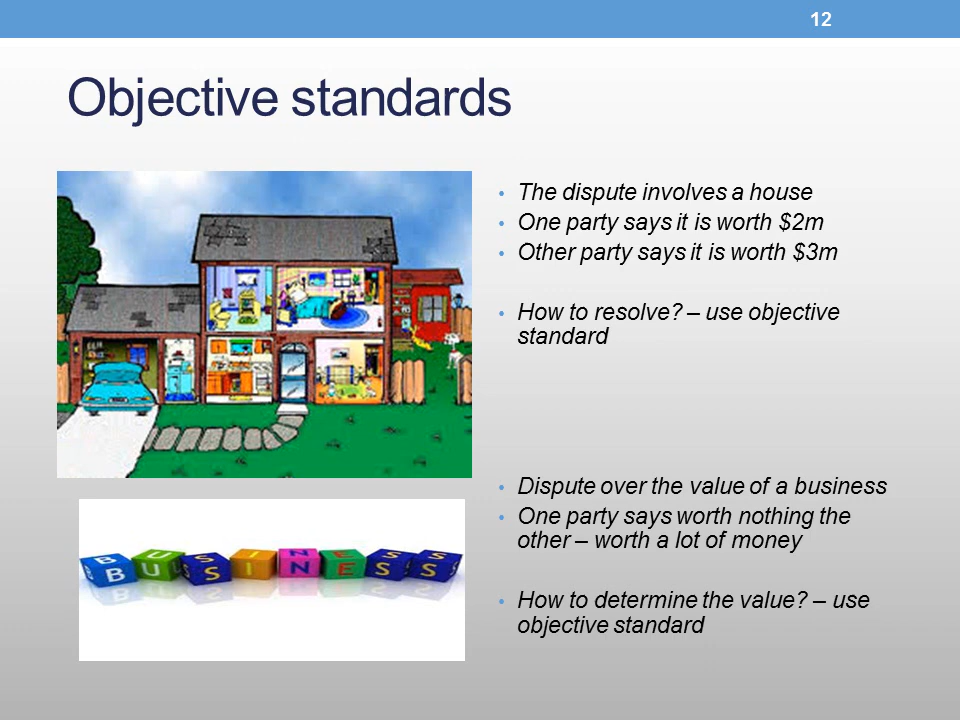 12
Objective standards
• The dispute involves a house
• One party says it is worth $2m
• Other party says it is worth $3m
• How to resolve? – use objective
standard
BUSINESS
• Dispute over the value of a business
• One party says worth nothing the
other – worth a lot of money
• How to determine the value? – use
objective standard